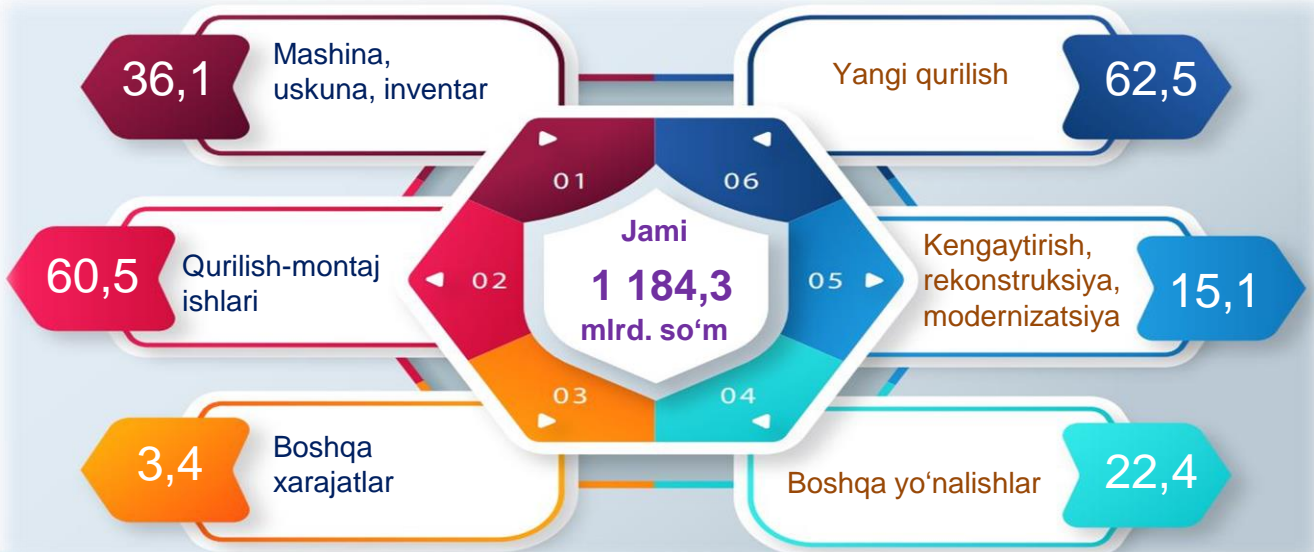 36,1
Mashina,
uskuna, inventar
Yangi qurilish
62,5
01
06
60,5
Qurilish-montaj
ishlari
02
Jami
1 184,3
mlrd. so‘m
05
Kengaytirish,
rekonstruksiya,
modernizatsiya
15,1
03
04
3,4
Boshqa
xarajatlar
Boshqa yo‘nalishlar
22,4